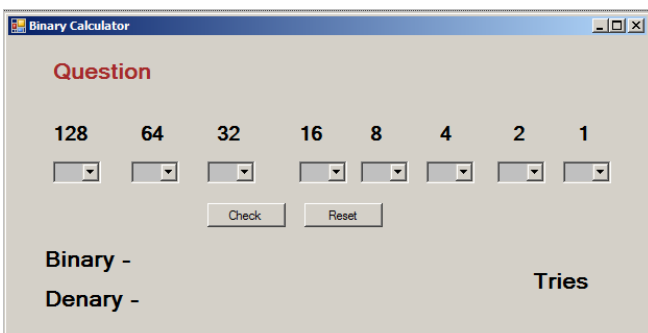 Binary Calculator
Question
128 64 32 16 8 4 2 1
Check Reset
Binary -
Tries
Denary -